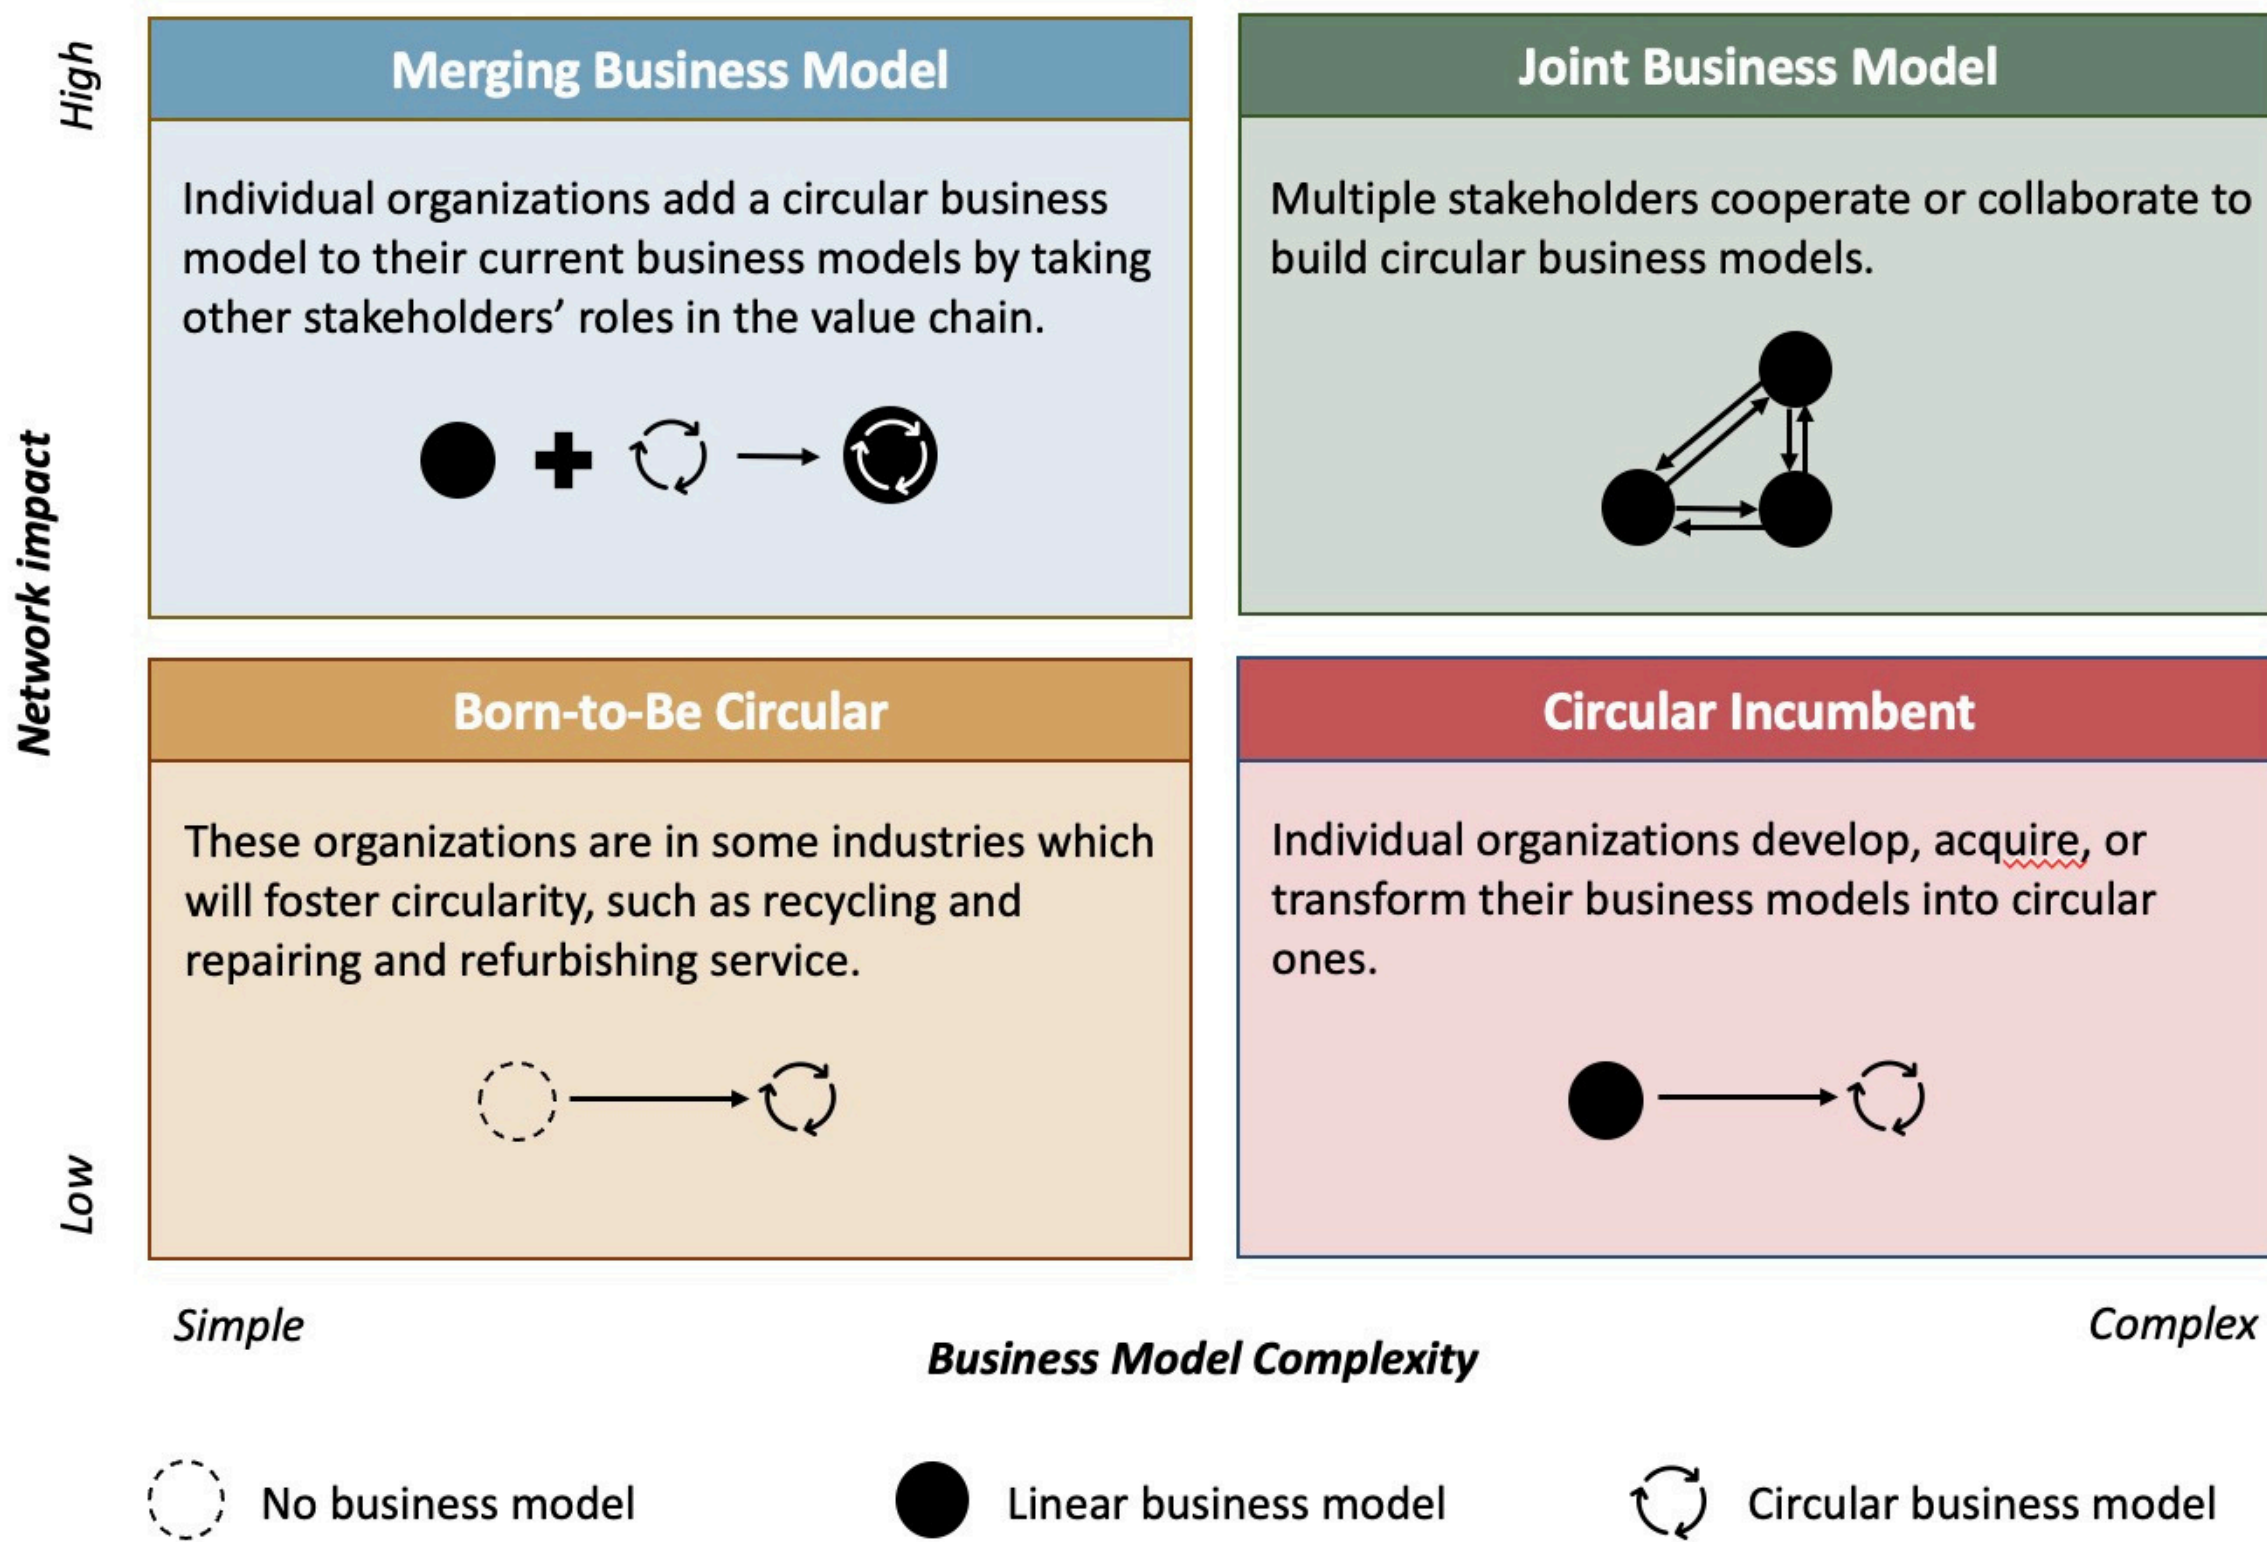 High
Merging Business Model
Individual organizations add a circular business
model to their current business models by taking
other stakeholders’ roles in the value chain.
Joint Business Model
Multiple stakeholders cooperate or collaborate to
build circular business models.
Network impact
Born-to-Be Circular
These organizations are in some industries which
will foster circularity, such as recycling and
repairing and refurbishing service.
Circular Incumbent
Individual organizations develop, acquire, or
transform their business models into circular
ones.
Low
Simple
Complex
Business Model Complexity
No business model
Linear business model
Circular business model